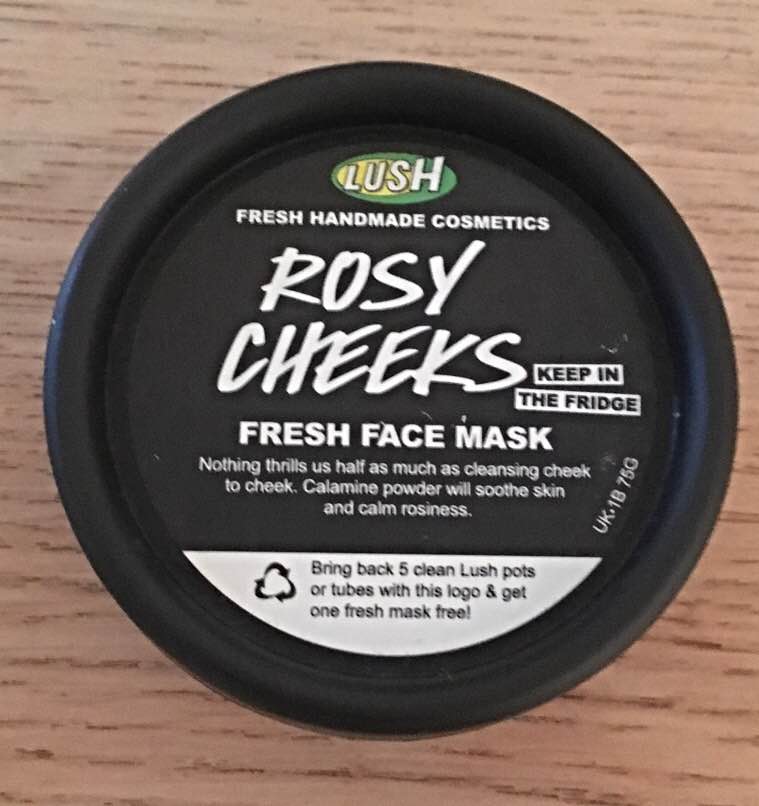 LUSH
FRESH HANDMADE COSMETICS
ROSY
CHEEKS
KEEP IN
THE FRIDGE
FRESH FACE MASK
Nothing thrills us half as much as cleansing cheek
to cheek. Calamine powder will soothe skin
and calm rosiness.
UK•1B 75G
Bring back 5 clean Lush pots
or tubes with this logo & get
one fresh mask free!